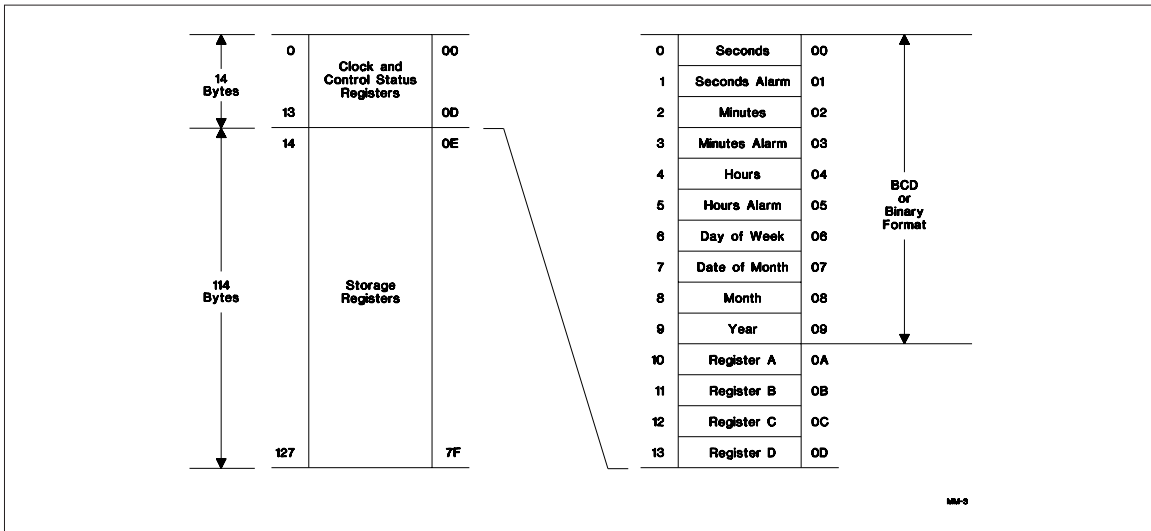 14
Bytes
114
Bytes
0
Clock and
Control Status
Registers
00
13
0D
14
0E
Storage
Registers
127
7F
0 Seconds 00
1 Seconds Alarm 01
2 Minutes 02
3 Minutes Alarm 03
4 Hours 04
5 Hours Alarm 05
6 Day of Week 06
7 Date of Month 07
8 Month 08
9 Year 09
10 Register A 0A
11 Register B 0B
12 Register C 0C
13 Register D 0D
BCD
or
Binary
Format
MM-3